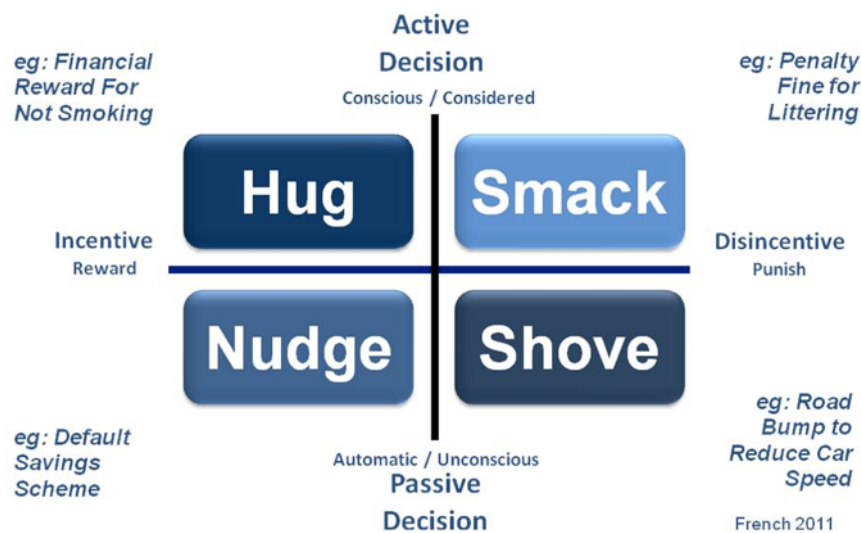 Active
Decision
Conscious / Considered
eg: Financial
Reward For
Not Smoking
eg: Penalty
Fine for
Littering
Hug
Smack
Incentive
Reward
Disincentive
Punish
Nudge
Shove
eg: Default
Savings
Scheme
Automatic / Unconscious
Passive
Decision
eg: Road
Bump to
Reduce Car
Speed
French 2011